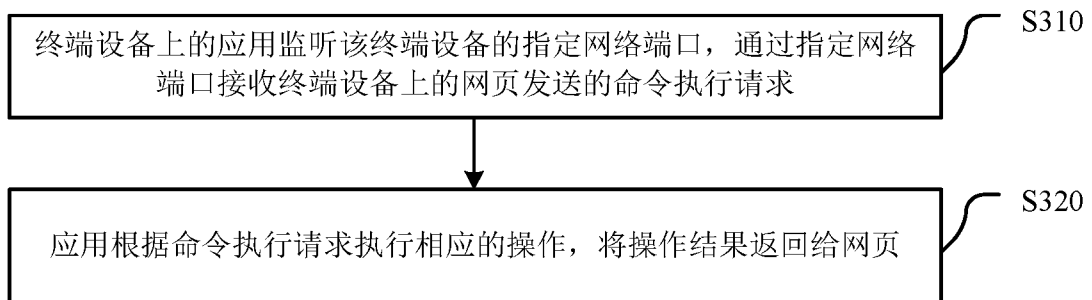 终端设备上的应用监听该终端设备的指定网络端口，通过指定网络
端口接收终端设备上的网页发送的命令执行请求
S310
应用根据命令执行请求执行相应的操作，将操作结果返回给网页
S320